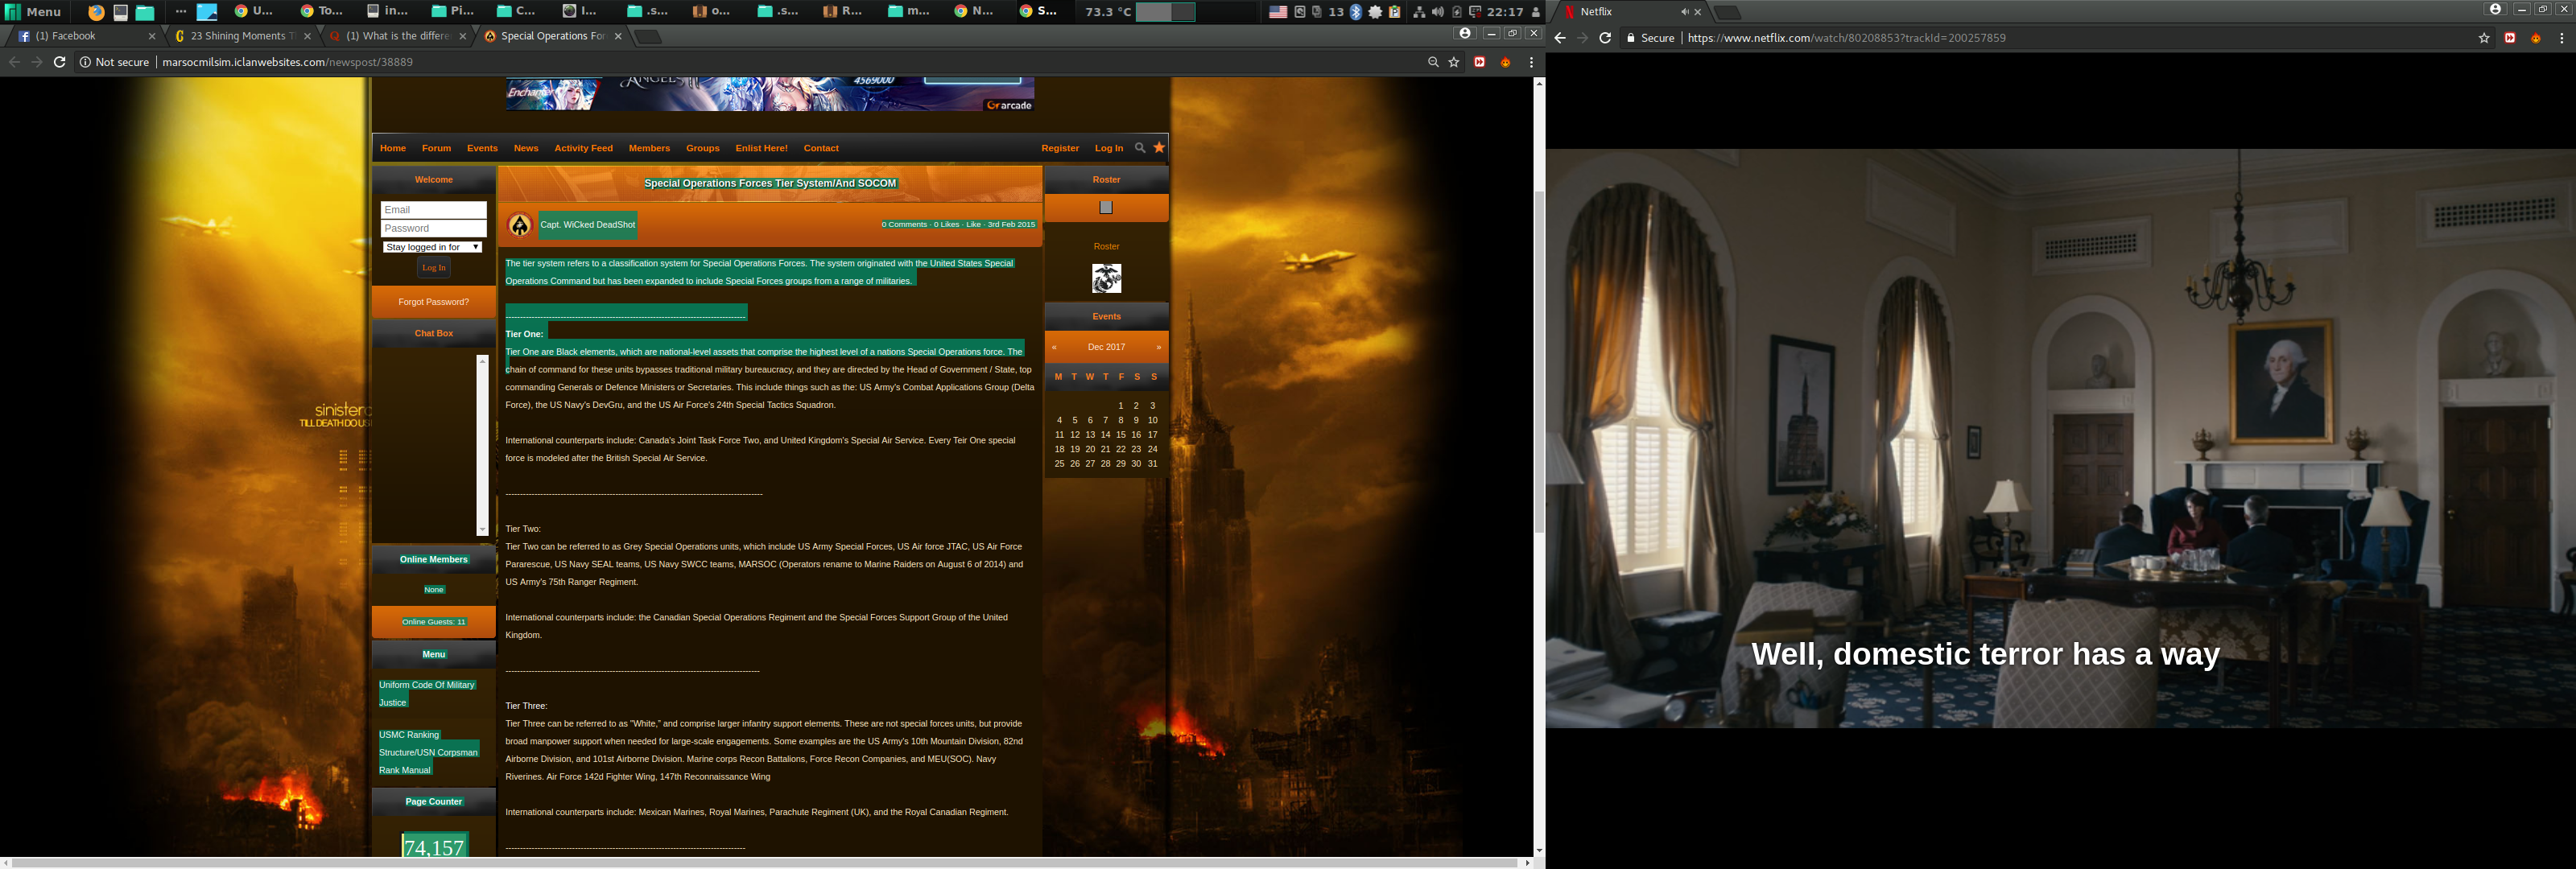 Menu
...
U...
To...
in...
Pi...
C...
I...
.s...
o...
.s...
R...
m...
N...
S...
73.3 °C
13
22:17
(1) Facebook
23 Shining Moments T
(1) What is the differe
Special Operations For
Not secure | marsocmilsim.iclanwebsites.com/newspost/38889
Enchanter
ANGELS
4569000
arcade
Home Forum Events News Activity Feed Members Groups Enlist Here! Contact Register Log In
Welcome
Email
Password
Stay logged in for
Log In
Forgot Password?
Chat Box
sinister
TILL DEATH DO US
Online Members
None
Online Guests: 11
Menu
Uniform Code Of Military
Justice
USMC Ranking
Structure/USN Corpsman
Rank Manual
Page Counter
74,157
Special Operations Forces Tier System/And SOCOM
Capt. WiCked DeadShot
0 Comments · 0 Likes · Like · 3rd Feb 2015
The tier system refers to a classification system for Special Operations Forces. The system originated with the United States Special
Operations Command but has been expanded to include Special Forces groups from a range of militaries.
--------------------------------------------------------------------------------
Tier One:
Tier One are Black elements, which are national-level assets that comprise the highest level of a nations Special Operations force. The
chain of command for these units bypasses traditional military bureaucracy, and they are directed by the Head of Government / State, top
commanding Generals or Defence Ministers or Secretaries. This include things such as the: US Army's Combat Applications Group (Delta
Force), the US Navy's DevGru, and the US Air Force's 24th Special Tactics Squadron.
International counterparts include: Canada's Joint Task Force Two, and United Kingdom's Special Air Service. Every Teir One special
force is modeled after the British Special Air Service.
--------------------------------------------------------------------------------
Tier Two:
Tier Two can be referred to as Grey Special Operations units, which include US Army Special Forces, US Air force JTAC, US Air Force
Pararescue, US Navy SEAL teams, US Navy SWCC teams, MARSOC (Operators rename to Marine Raiders on August 6 of 2014) and
US Army's 75th Ranger Regiment.
International counterparts include: the Canadian Special Operations Regiment and the Special Forces Support Group of the United
Kingdom.
--------------------------------------------------------------------------------
Tier Three:
Tier Three can be referred to as "White," and comprise larger infantry support elements. These are not special forces units, but provide
broad manpower support when needed for large-scale engagements. Some examples are the US Army's 10th Mountain Division, 82nd
Airborne Division, and 101st Airborne Division. Marine corps Recon Battalions, Force Recon Companies, and MEU(SOC). Navy
Riverines. Air Force 142d Fighter Wing, 147th Reconnaissance Wing
International counterparts include: Mexican Marines, Royal Marines, Parachute Regiment (UK), and the Royal Canadian Regiment.
--------------------------------------------------------------------------------
Roster
Roster
Events
« Dec 2017 »
M T W T F S S
1 2 3
4 5 6 7 8 9 10
11 12 13 14 15 16 17
18 19 20 21 22 23 24
25 26 27 28 29 30 31
Netflix
Secure | https://www.netflix.com/watch/80208853?trackId=200257859
Well, domestic terror has a way